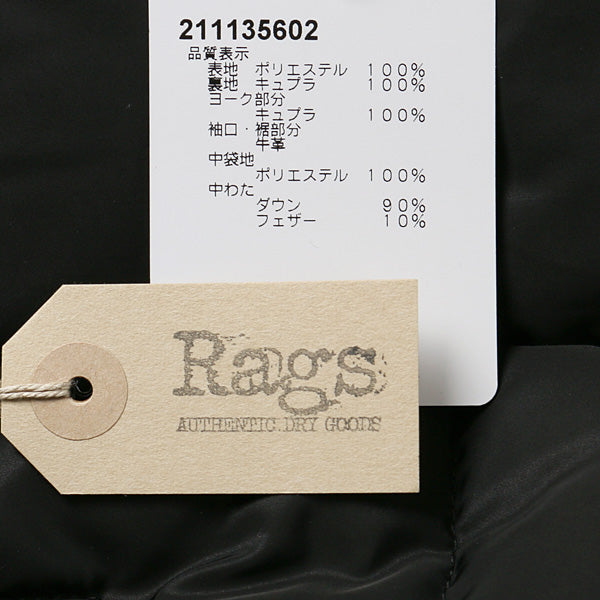 211135602
品質表示
表地 ポリエステル 100%
裏地 キュプラ 100%
ヨーク部分
キュプラ 100%
袖口・裾部分
牛革
中袋地
ポリエステル 100%
中わた
ダウン 90%
フェザー 10%
Rags
AUTHENTIC DRY GOODS